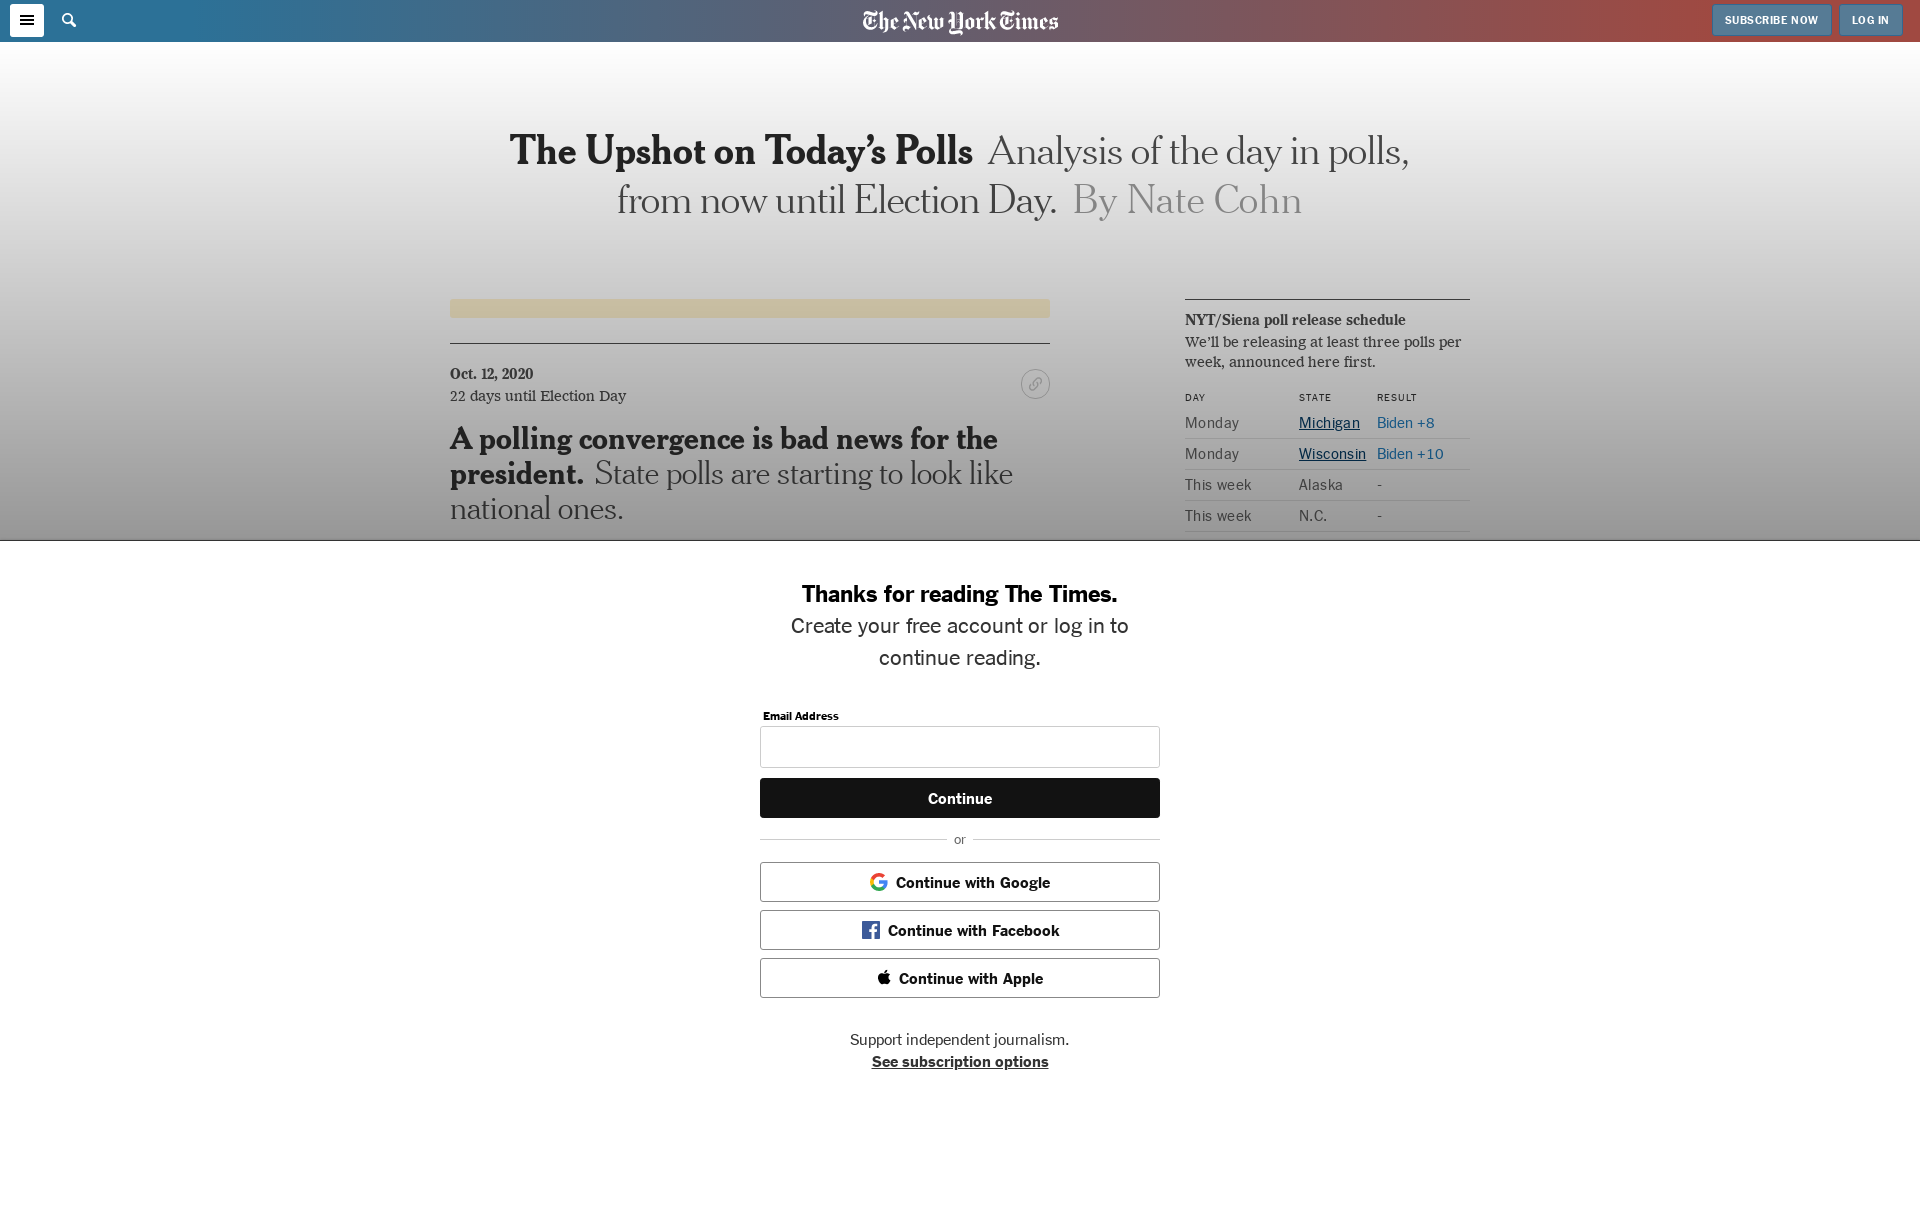 The New York Times
SUBSCRIBE NOW
LOG IN
The Upshot on Today’s Polls Analysis of the day in polls,
from now until Election Day. By Nate Cohn
Oct. 12, 2020
22 days until Election Day
A polling convergence is bad news for the
president. State polls are starting to look like
national ones.
NYT/Siena poll release schedule
We’ll be releasing at least three polls per
week, announced here first.
DAY STATE RESULT
Monday Michigan Biden +8
Monday Wisconsin Biden +10
This week Alaska -
This week N.C. -
Thanks for reading The Times.
Create your free account or log in to
continue reading.
Email Address
Continue
or
Continue with Google
Continue with Facebook
Continue with Apple
Support independent journalism.
See subscription options